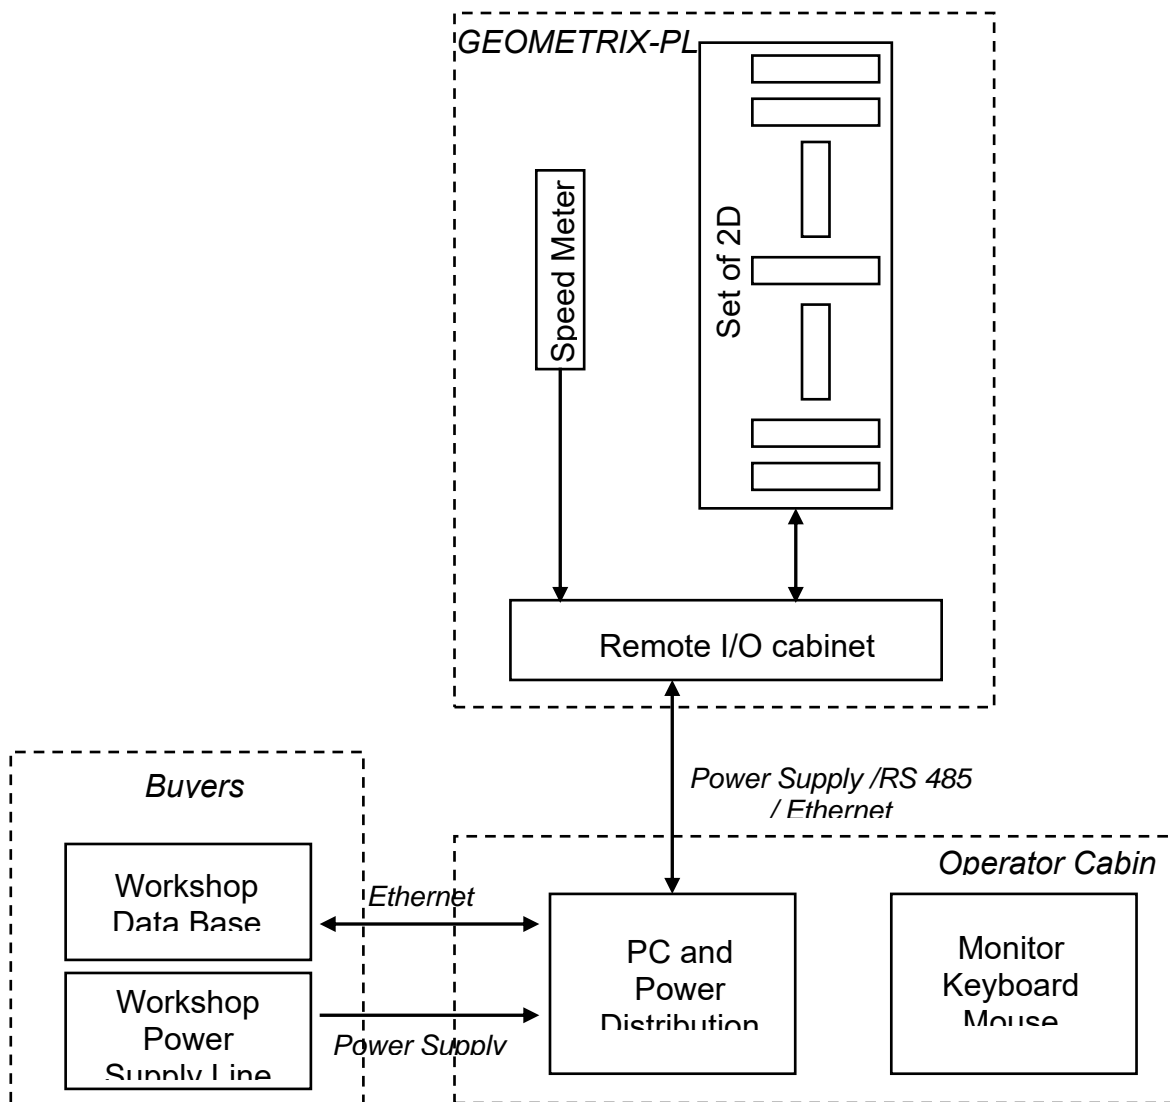 GEOMETRIX-PL
Speed Meter
Set of 2D
Remote I/O cabinet
Power Supply /RS 485
/ Ethernet
Buyers
Workshop
Data Base
Ethernet
Workshop
Power
Supply Line
Power Supply
Operator Cabin
PC and
Power
Distribution
Monitor
Keyboard
Mouse